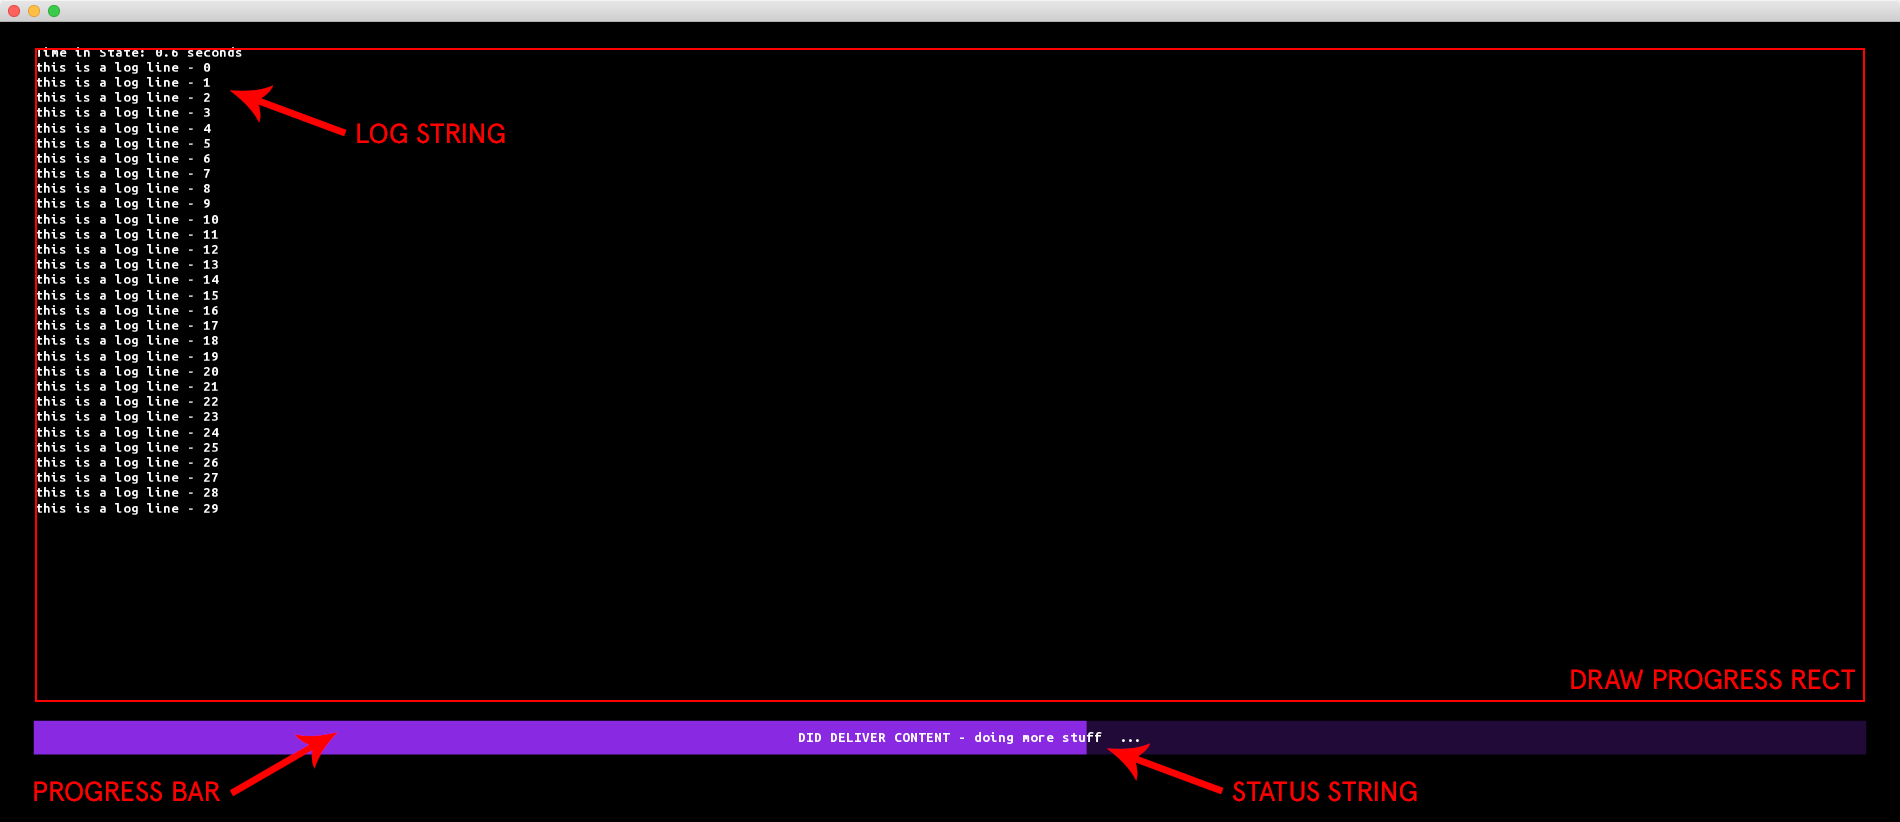 Time in State: 0.6 seconds
this is a log line - 0
this is a log line - 1
this is a log line - 2
this is a log line - 3
this is a log line - 4
this is a log line - 5
this is a log line - 6
this is a log line - 7
this is a log line - 8
this is a log line - 9
this is a log line - 10
this is a log line - 11
this is a log line - 12
this is a log line - 13
this is a log line - 14
this is a log line - 15
this is a log line - 16
this is a log line - 17
this is a log line - 18
this is a log line - 19
this is a log line - 20
this is a log line - 21
this is a log line - 22
this is a log line - 23
this is a log line - 24
this is a log line - 25
this is a log line - 26
this is a log line - 27
this is a log line - 28
this is a log line - 29
LOG STRING
DRAW PROGRESS RECT
DID DELIVER CONTENT - doing more stuff ...
PROGRESS BAR
STATUS STRING